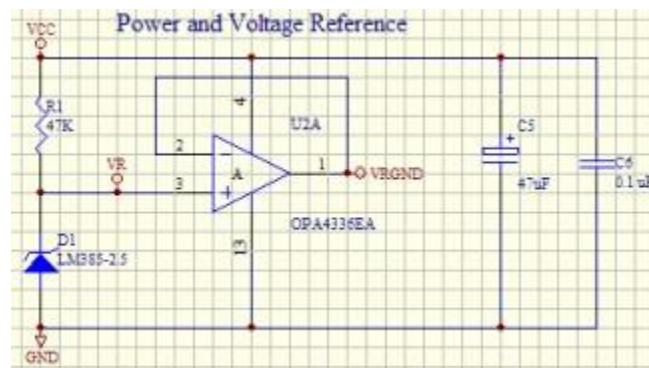 Power and Voltage Reference
VCC
R1
47K
VR
2
3
4
A
1
13
U2A
VRGND
OPA4336EA
D1
LM385-2.5
C5
+
47uF
C6
0.1 uF
GND